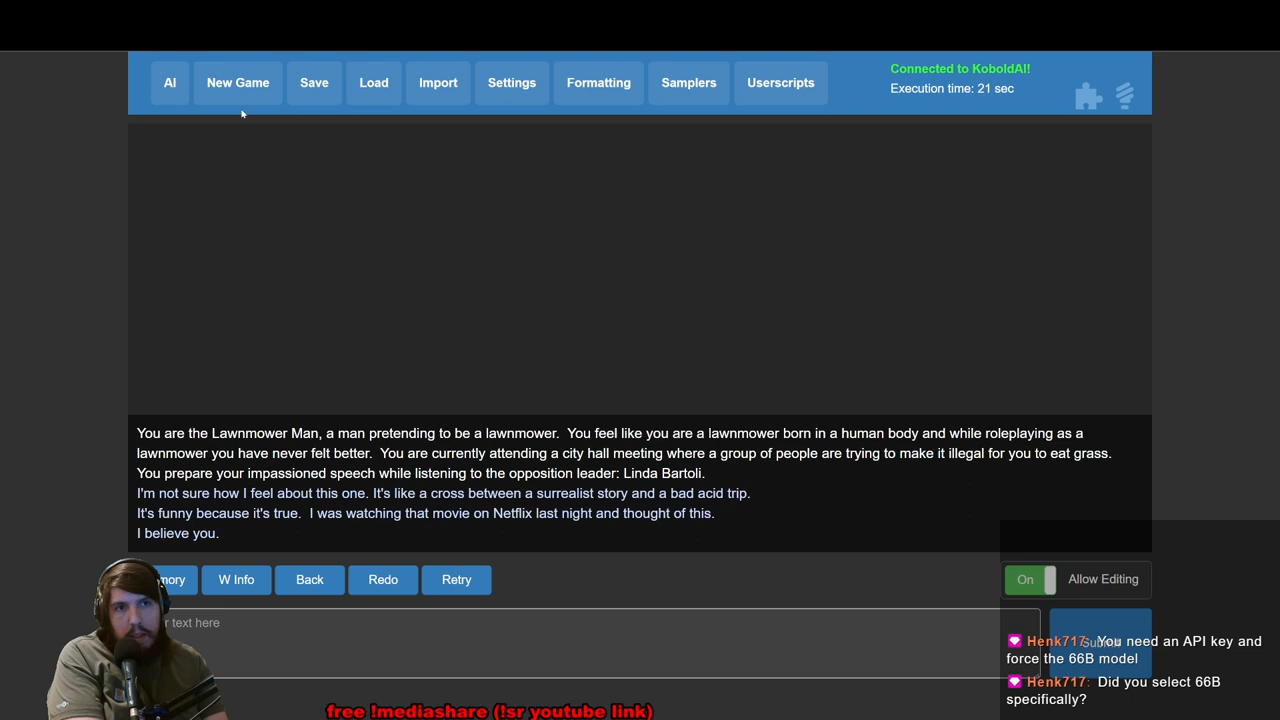 AI
New Game
Save
Load
Import
Settings
Formatting
Samplers
Userscripts
Connected to KoboldAI!
Execution time: 21 sec
You are the Lawnmower Man, a man pretending to be a lawnmower. You feel like you are a lawnmower born in a human body and while roleplaying as a
lawnmower you have never felt better. You are currently attending a city hall meeting where a group of people are trying to make it illegal for you to eat grass.
You prepare your impassioned speech while listening to the opposition leader: Linda Bartoli.
I'm not sure how I feel about this one. It's like a cross between a surrealist story and a bad acid trip.
It's funny because it's true. I was watching that movie on Netflix last night and thought of this.
I believe you.
mory
W Info
Back
Redo
Retry
On
Allow Editing
r text here
Submit
Henk717: You need an API key and
force the 66B model
Henk717: Did you select 66B
specifically?
free !mediashare (!sr youtube link)